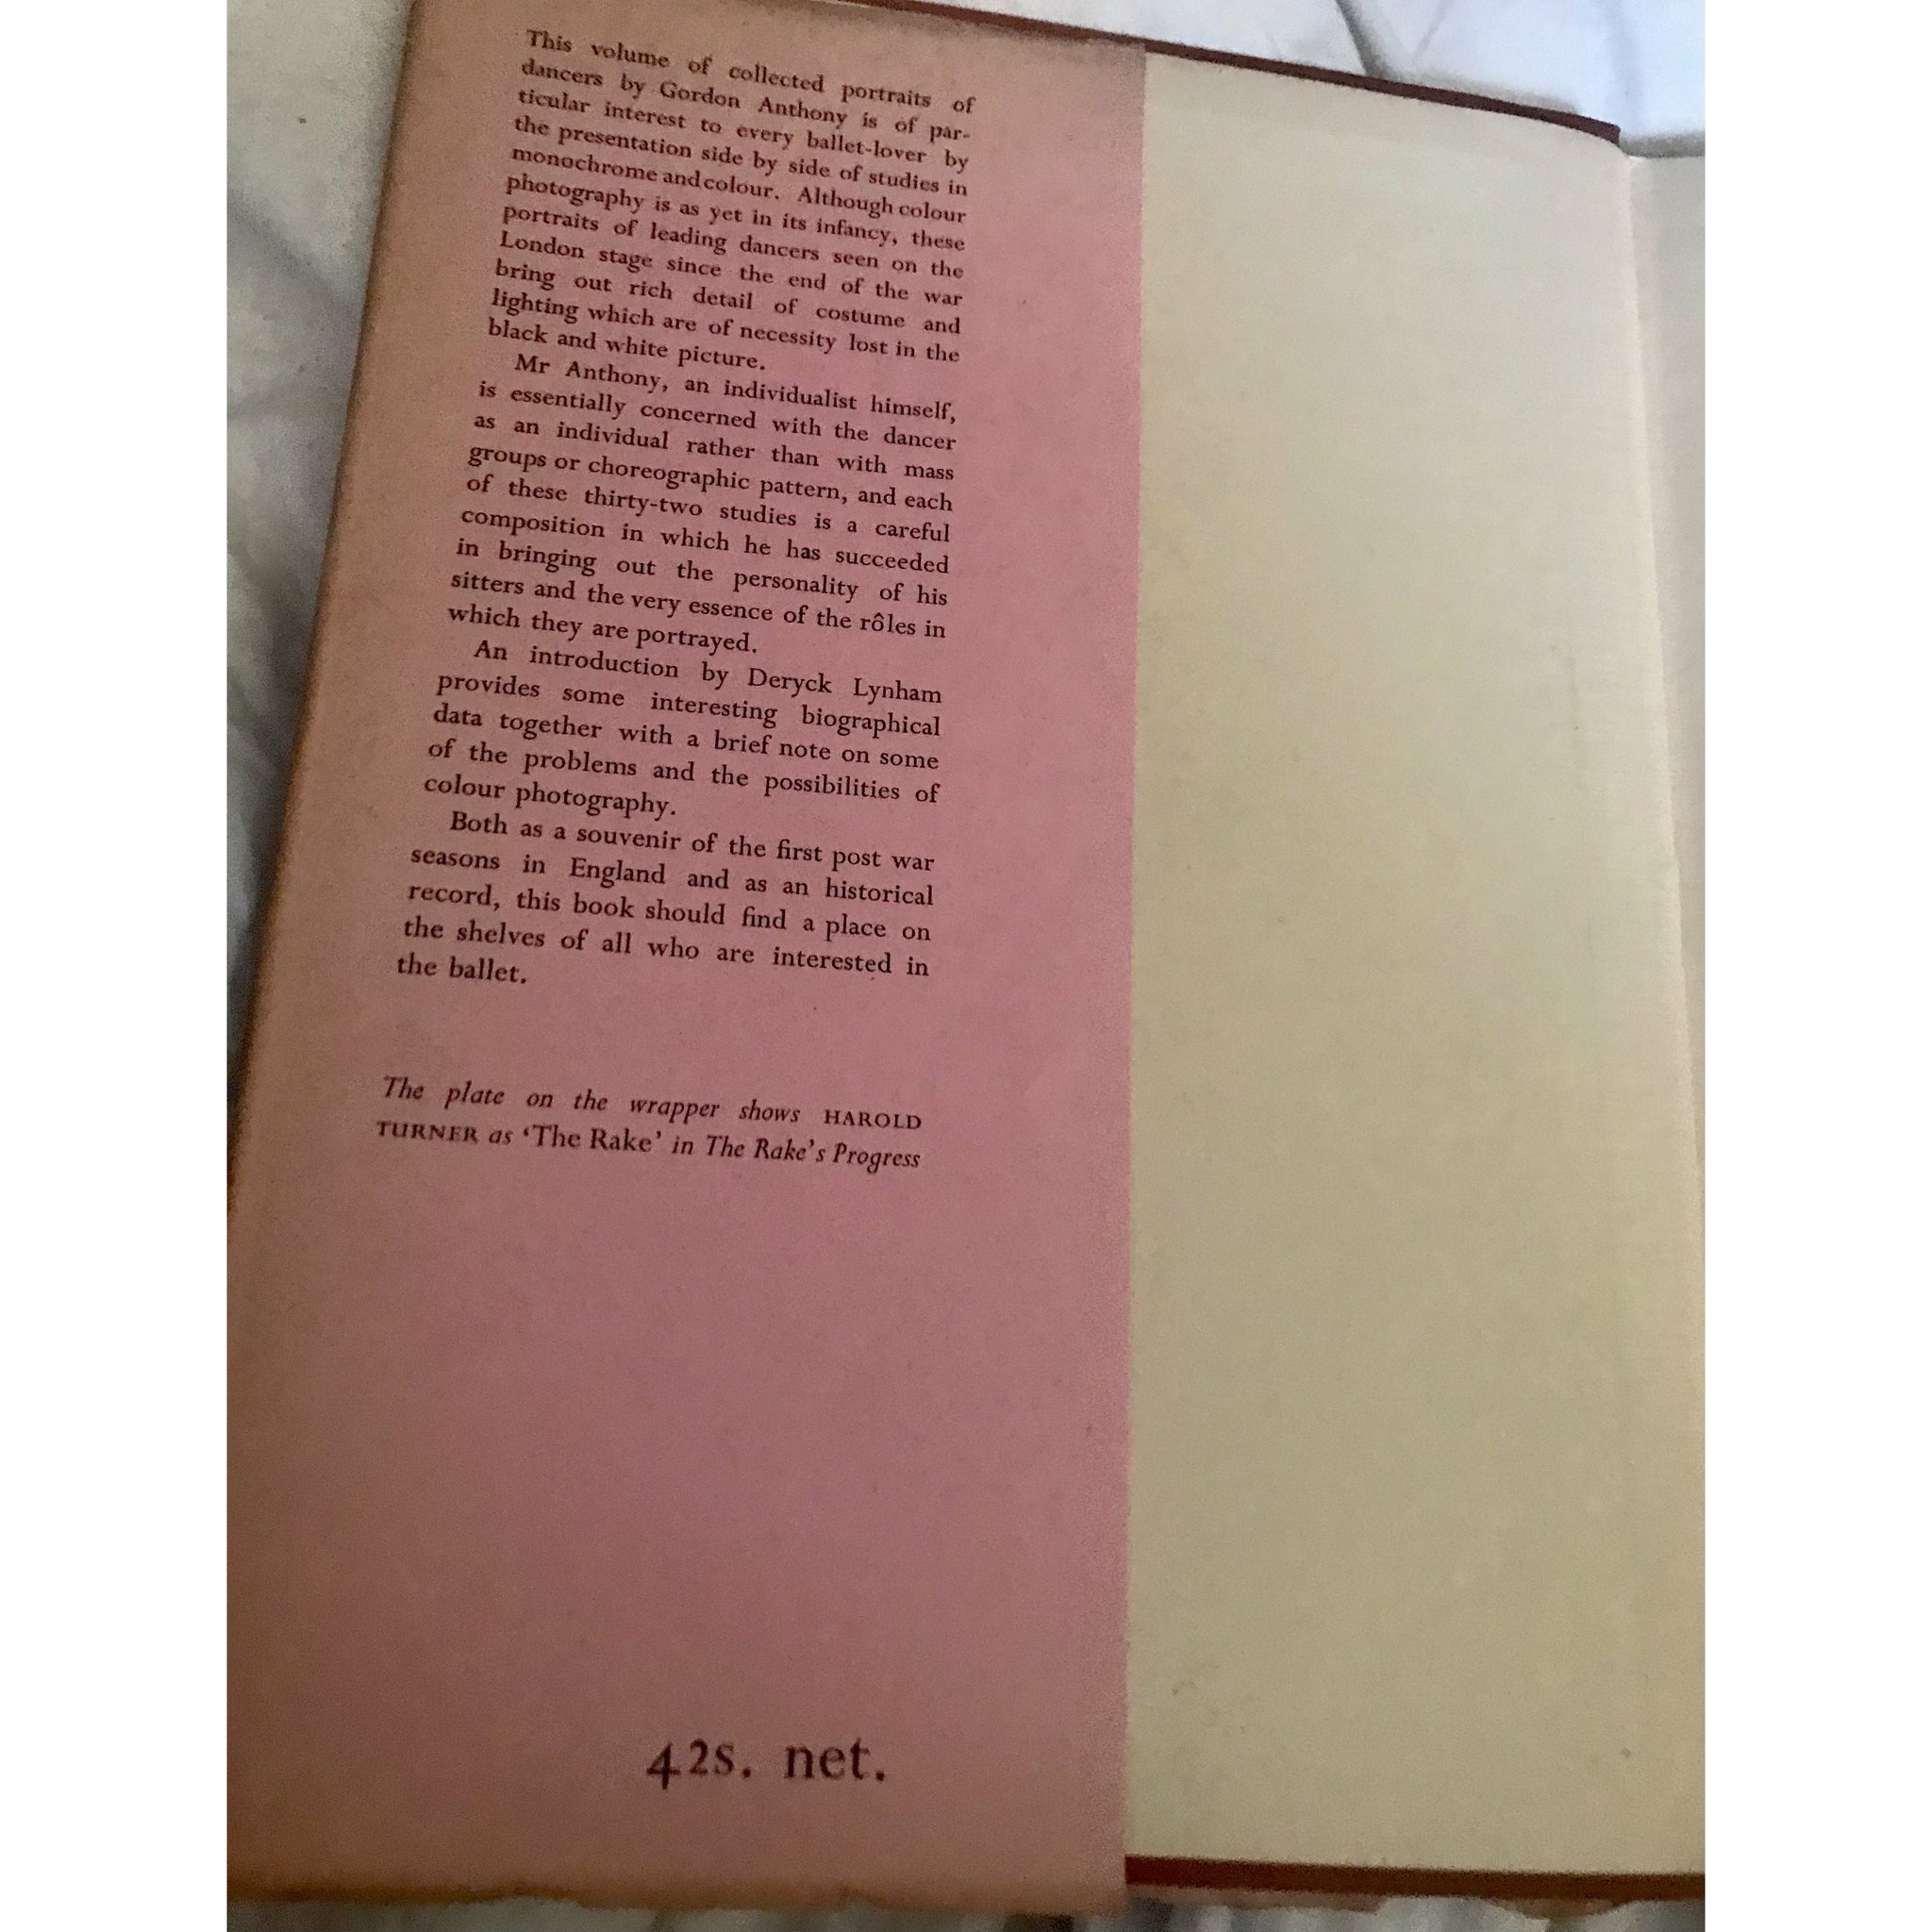 This volume of collected portraits of
dancers by Gordon Anthony is of par-
ticular interest to every ballet-lover by
the presentation side by side of studies in
monochrome and colour. Although colour
photography is as yet in its infancy, these
portraits of leading dancers seen on the
London stage since the end of the war
bring out rich detail of costume and
lighting which are of necessity lost in the
black and white picture.
Mr Anthony, an individualist himself,
is essentially concerned with the dancer
as an individual rather than with mass
groups or choreographic pattern, and each
of these thirty-two studies is a careful
composition in which he has succeeded
in bringing out the personality of his
sitters and the very essence of the rôles in
which they are portrayed.
An introduction by Deryck Lynham
provides some interesting biographical
data together with a brief note on some
of the problems and the possibilities of
colour photography.
Both as a souvenir of the first post war
seasons in England and as an historical
record, this book should find a place on
the shelves of all who are interested in
the ballet.
The plate on the wrapper shows HAROLD
TURNER as ‘The Rake’ in The Rake’s Progress
42s. net.